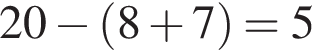 20 − (8 + 7) = 5